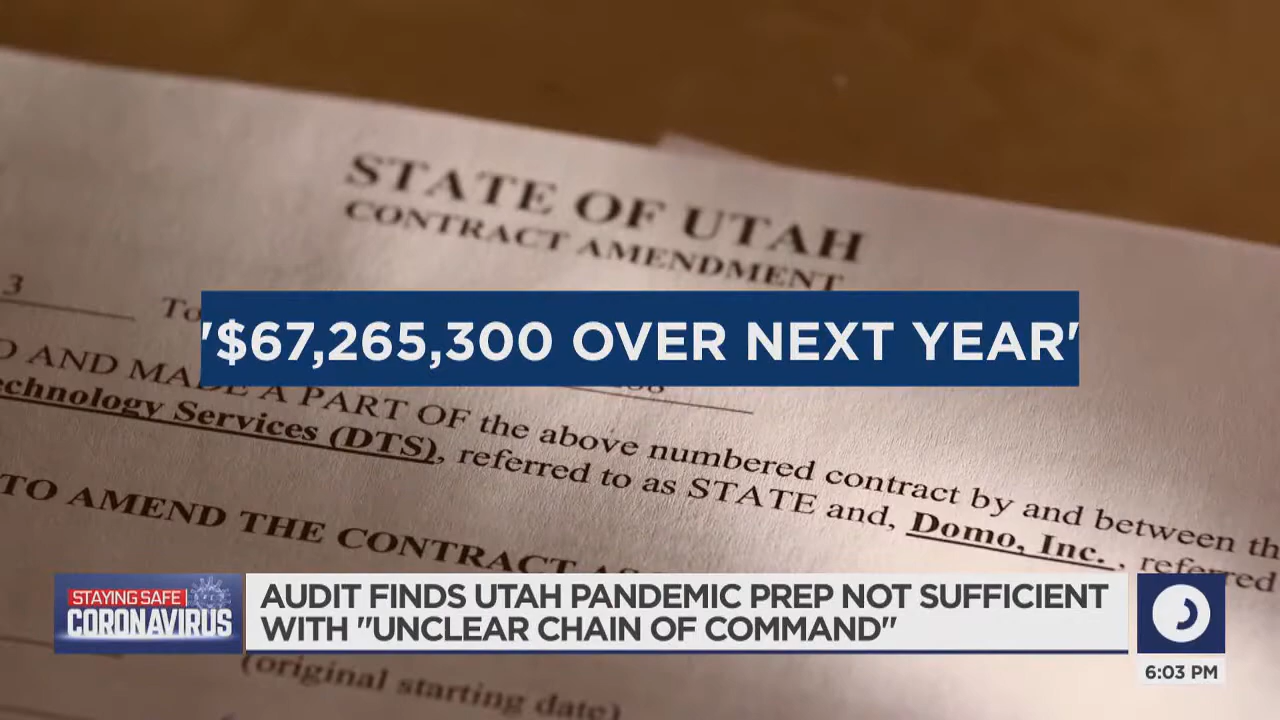 STATE OF UTAH
CONTRACT AMENDMENT
3
To
'$67,265,300 OVER NEXT YEAR'
AND MADE A PART OF the above numbered contract by and between
Technology Services (DTS), referred to as STATE and, Domo, Inc. , referred
TO AMEND THE CONTRACT
STAYING SAFE
CORONAVIRUS
AUDIT FINDS UTAH PANDEMIC PREP NOT SUFFICIENT
WITH "UNCLEAR CHAIN OF COMMAND"
6:03 PM
(original starting date)